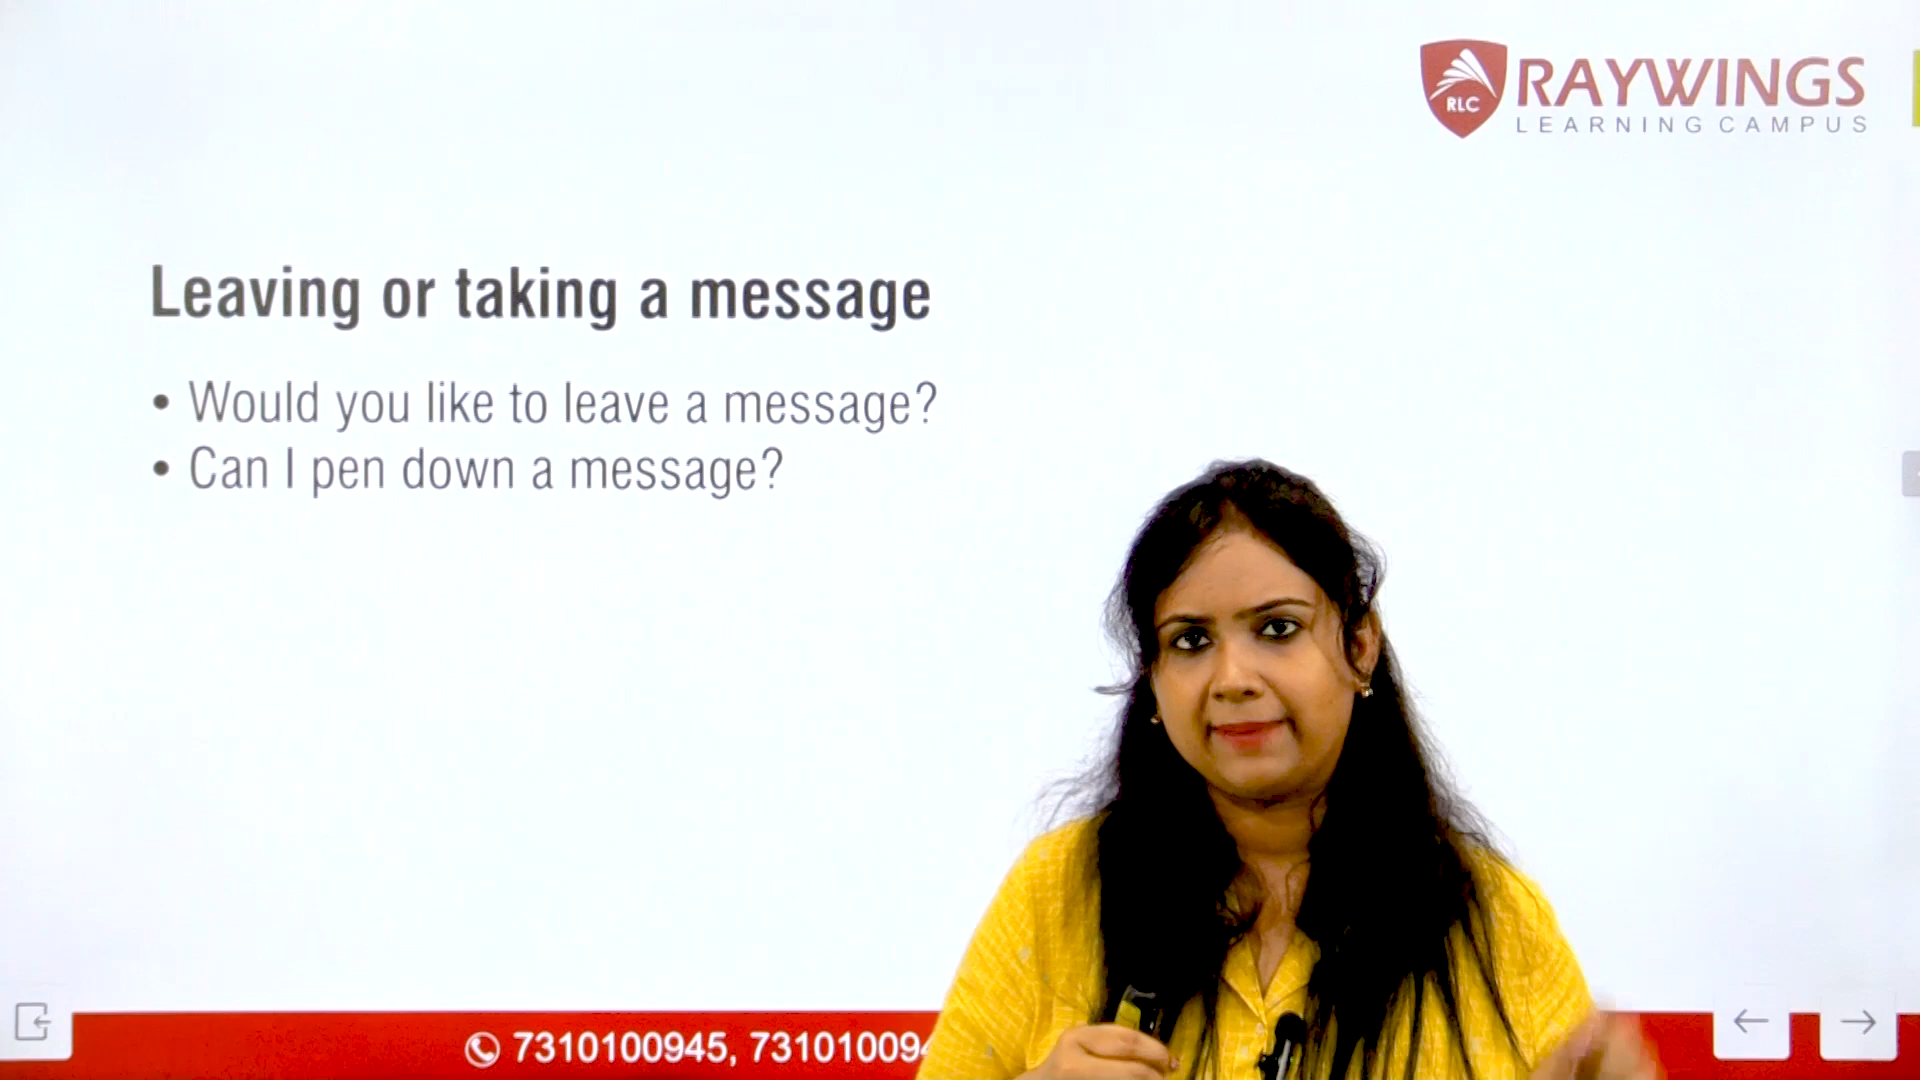 RLC
RAYWINGS
LEARNING CAMPUS
Leaving or taking a message
• Would you like to leave a message?
• Can I pen down a message?
7310100945, 731010094